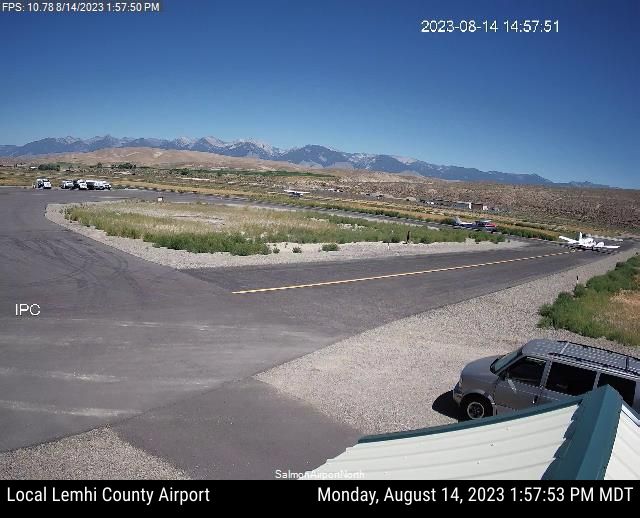 FPS: 10.78 8/14/2023 1:57:50 PM
2023-08-14 14:57:51
IPC
SalmonAirportNorth
Local Lemhi County Airport
Monday, August 14, 2023 1:57:53 PM MDT